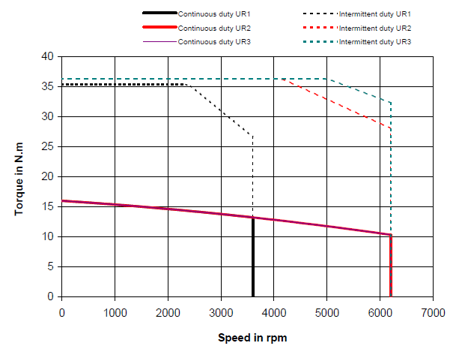 Continuous duty UR1 Intermittent duty UR1
Continuous duty UR2 Intermittent duty UR2
Continuous duty UR3 Intermittent duty UR3
40
35
30
25
20
15
10
5
0
Torque in N.m
0 1000 2000 3000 4000 5000 6000 7000
Speed in rpm